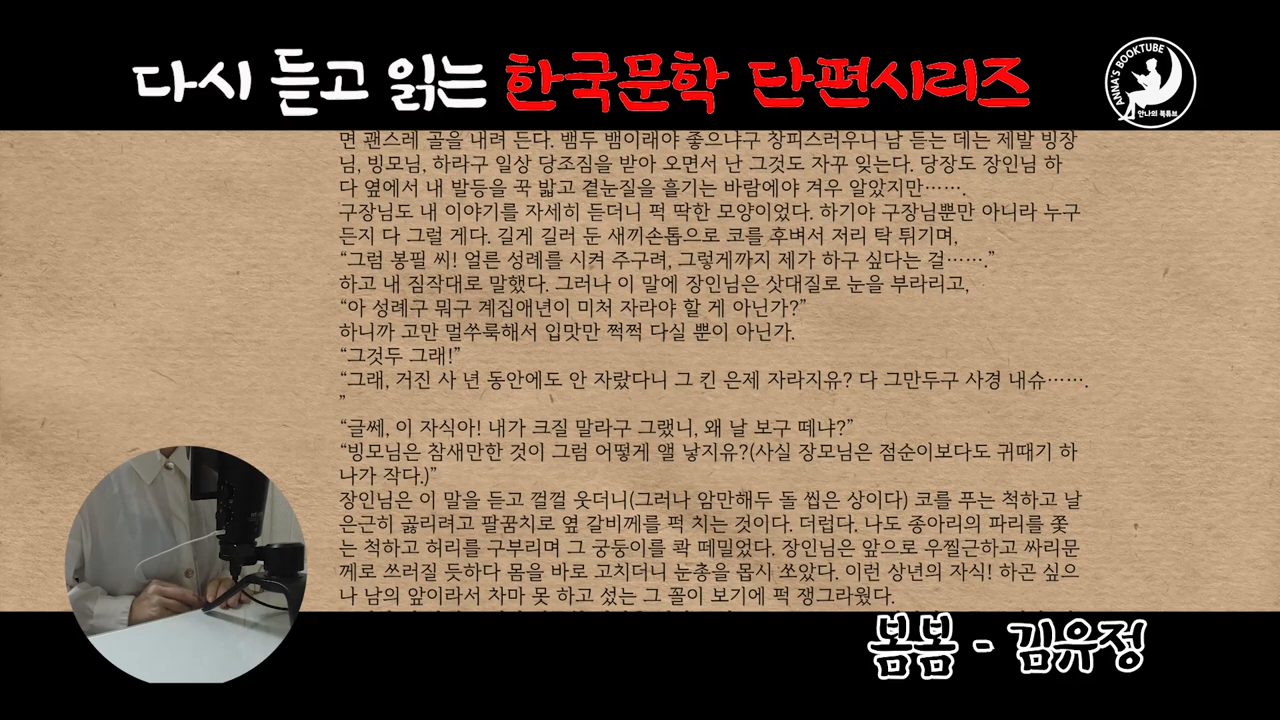 다시 듣고 읽는 한국문학 단편시리즈
ANNA'S BOOKTUBE
안나의 북튜브
면 괜스레 골을 내려 든다. 뱀두 뱀이래야 좋으냐구 창피스러우니 남 듣는 데는 제발 빙장
님, 빙모님, 하라구 일상 당조짐을 받아 오면서 난 그것도 자꾸 잊는다. 당장도 장인님 하
다 옆에서 내 발등을 꾹 밟고 곁눈질을 흘기는 바람에야 겨우 알았지만…….
구장님도 내 이야기를 자세히 듣더니 퍽 딱한 모양이었다. 하기야 구장님뿐만 아니라 누구
든지 다 그럴 게다. 길게 길러 둔 새끼손톱으로 코를 후벼서 저리 탁 튀기며,
“그럼 봉필 씨! 얼른 성례를 시켜 주구려, 그렇게까지 제가 하구 싶다는 걸…….”
하고 내 짐작대로 말했다. 그러나 이 말에 장인님은 삿대질로 눈을 부라리고,
“아 성례구 뭐구 계집애년이 미처 자라야 할 게 아닌가?”
하니까 고만 멀쑤룩해서 입맛만 쩍쩍 다실 뿐이 아닌가.
“그것두 그래!”
“그래, 거진 사 년 동안에도 안 자랐다니 그 킨 은제 자라지유? 다 그만두구 사경 내슈…….
”
“글쎄, 이 자식아! 내가 크질 말라구 그랬니, 왜 날 보구 떼냐?”
“빙모님은 참새만한 것이 그럼 어떻게 앨 낳지유?(사실 장모님은 점순이보다도 귀때기 하
나가 작다.)”
장인님은 이 말을 듣고 껄껄 웃더니(그러나 암만해두 돌 씹은 상이다) 코를 푸는 척하고 날
은근히 곯리려고 팔꿈치로 옆 갈비께를 퍽 치는 것이다. 더럽다. 나도 종아리의 파리를 쫓
는 척하고 허리를 구부리며 그 궁둥이를 콱 떼밀었다. 장인님은 앞으로 우찔근하고 싸리문
께로 쓰러질 듯하다 몸을 바로 고치더니 눈총을 몹시 쏘았다. 이런 상년의 자식! 하곤 싶으
나 남의 앞이라서 차마 못 하고 섰는 그 꼴이 보기에 퍽 쟁그라웠다.
봄봄 - 김유정